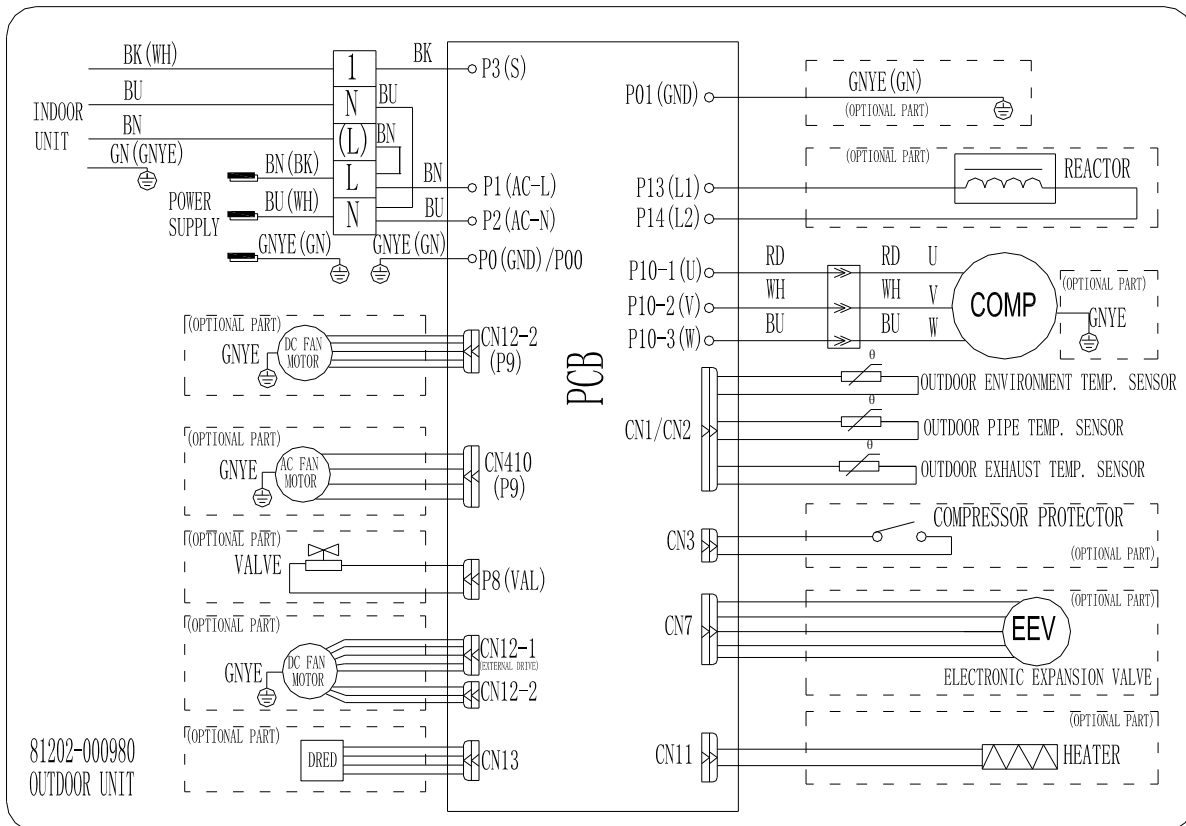 BK(WH)
BU
INDOOR
UNIT
BN
GN(GNYE)
1
N
(L)
L
N
BK
BU
BN
BN
BU
P3(S)
P1(AC-L)
P2(AC-N)
P0(GND)/P00
BN(BK)
POWER
SUPPLY
BU(WH)
GNYE(GN)
GNYE(GN)
(OPTIONAL PART)
DC FAN
MOTOR
GNYE
CN12-2
(P9)
(OPTIONAL PART)
AC FAN
MOTOR
GNYE
CN410
(P9)
(OPTIONAL PART)
VALVE
P8(VAL)
(OPTIONAL PART)
DC FAN
MOTOR
GNYE
CN12-1
(EXTERNAL DRIVE)
CN12-2
(OPTIONAL PART)
DRED
CN13
81202-000980
OUTDOOR UNIT
PCB
P01(GND)
GNYE(GN)
(OPTIONAL PART)
(OPTIONAL PART)
REACTOR
P13(L1)
P14(L2)
P10-1(U)
RD
RD
U
P10-2(V)
WH
WH
V
P10-3(W)
BU
BU
W
COMP
(OPTIONAL PART)
GNYE
CN1/CN2
θ
OUTDOOR ENVIRONMENT TEMP. SENSOR
θ
OUTDOOR PIPE TEMP. SENSOR
θ
OUTDOOR EXHAUST TEMP. SENSOR
CN3
COMPRESSOR PROTECTOR
(OPTIONAL PART)
CN7
(OPTIONAL PART)
EEV
ELECTRONIC EXPANSION VALVE
CN11
(OPTIONAL PART)
HEATER